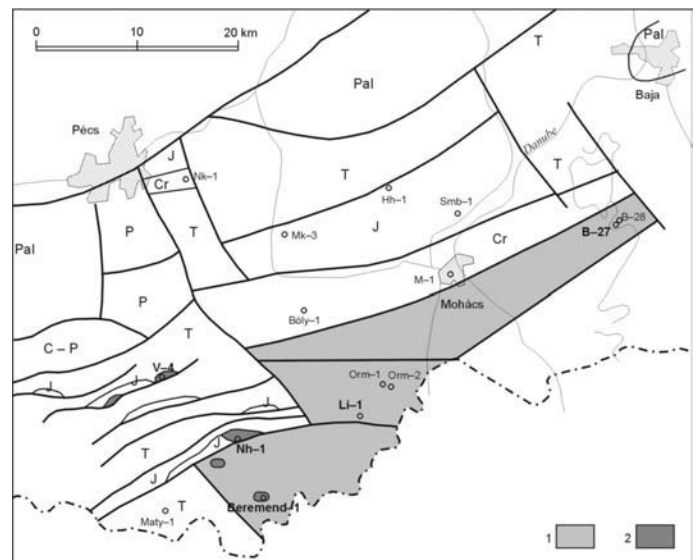 0 10 20 km
T
Pal
Pal
Baja
Pécs
J
Nk–1
Cr
Danube
T
T
Hh–1
Smb–1
J
B–28
B–27
Pal
P
T
Mk–3
Cr
M–1
Mohács
P
Bóly–1
T
C – P
V–4
J
J
Orm–1
Orm–2
J
Li–1
Nh–1
T
J
Beremend–1
T
Maty–1
1
2